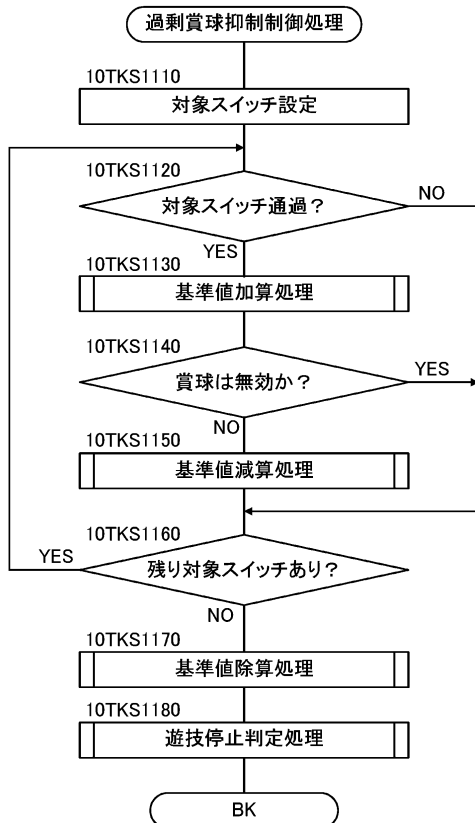 過剰賞球抑制制御処理
10TKS1110
対象スイッチ設定
10TKS1120
対象スイッチ通過？
NO
YES
10TKS1130
基準値加算処理
10TKS1140
賞球は無効か？
YES
NO
10TKS1150
基準値減算処理
10TKS1160
YES
残り対象スイッチあり？
NO
10TKS1170
基準値除算処理
10TKS1180
遊技停止判定処理
BK